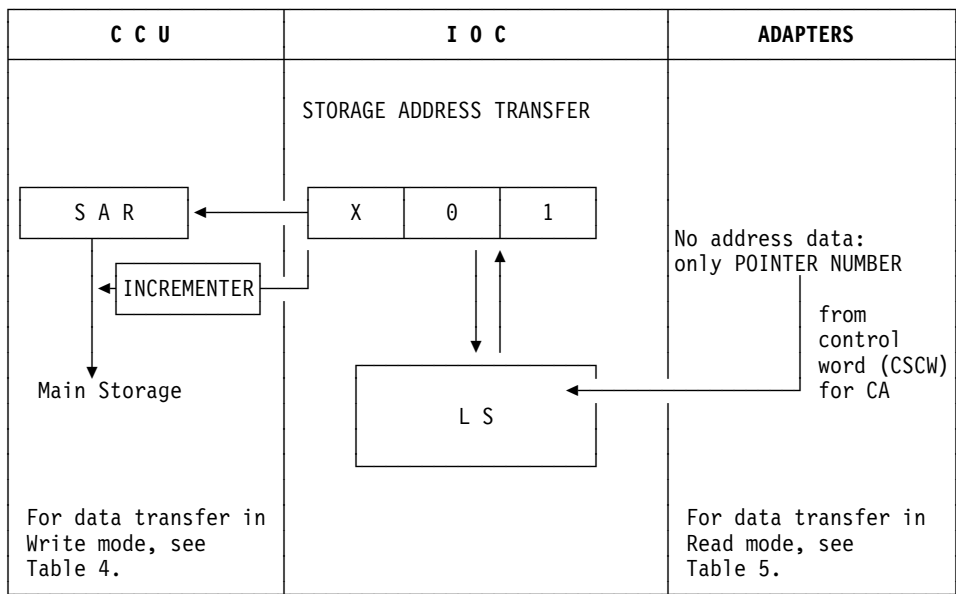 C C U
I O C
ADAPTERS
STORAGE ADDRESS TRANSFER
S A R
X 0 1
No address data:
only POINTER NUMBER
INCREMENTER
from
control
word (CSCW)
for CA
Main Storage
L S
For data transfer in
Write mode, see
Table 4.
For data transfer in
Read mode, see
Table 5.